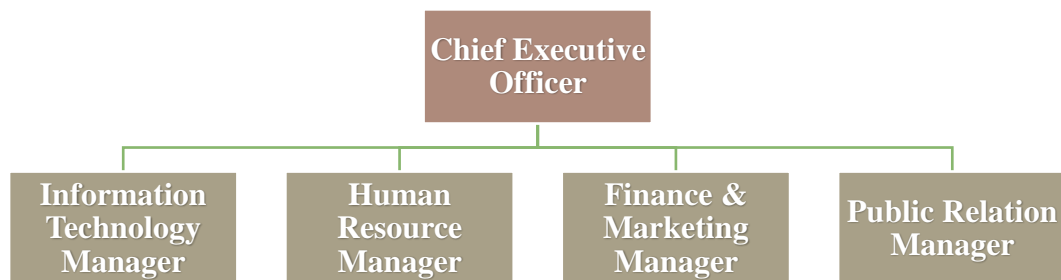 Chief Executive
Officer
Information
Technology
Manager
Human
Resource
Manager
Finance &
Marketing
Manager
Public Relation
Manager